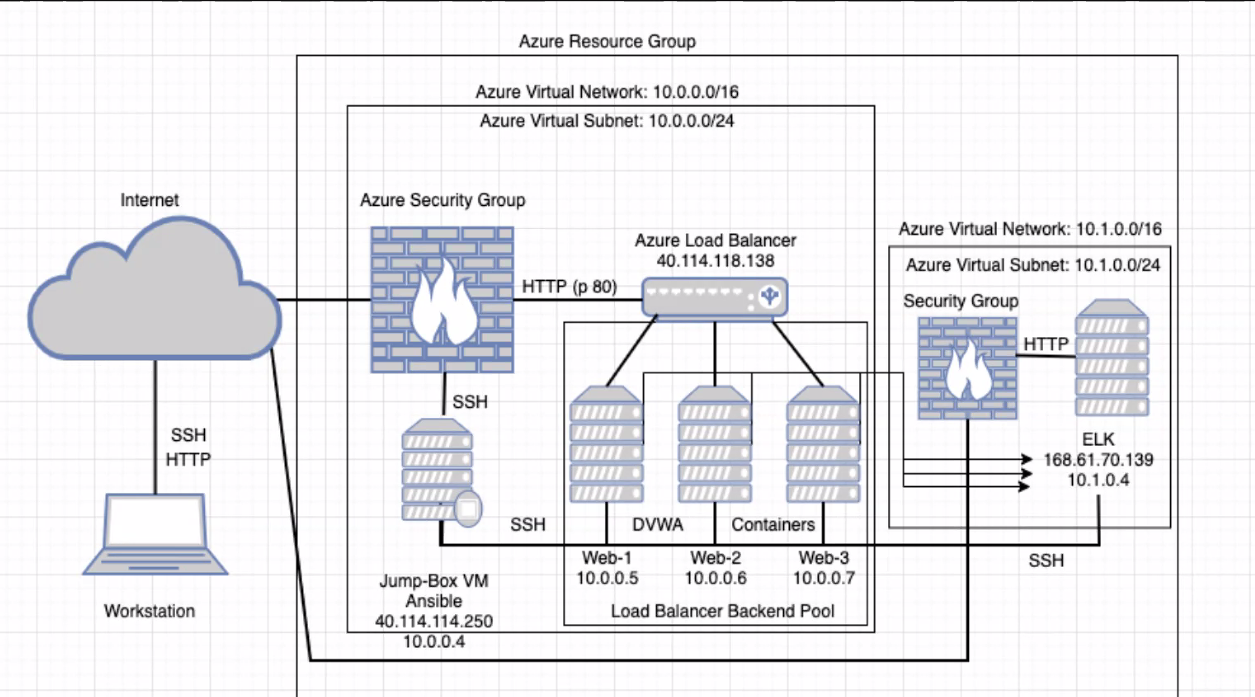 Azure Resource Group
Azure Virtual Network: 10.0.0.0/16
Azure Virtual Subnet: 10.0.0.0/24
Internet
Azure Security Group
Azure Load Balancer
40.114.118.138
HTTP (p 80)
Azure Virtual Network: 10.1.0.0/16
Azure Virtual Subnet: 10.1.0.0/24
Security Group
HTTP
SSH
SSH
HTTP
ELK
168.61.70.139
10.1.0.4
SSH
DVWA
Containers
Web-1
10.0.0.5
Web-2
10.0.0.6
Web-3
10.0.0.7
SSH
Jump-Box VM
Ansible
40.114.114.250
10.0.0.4
Load Balancer Backend Pool
Workstation